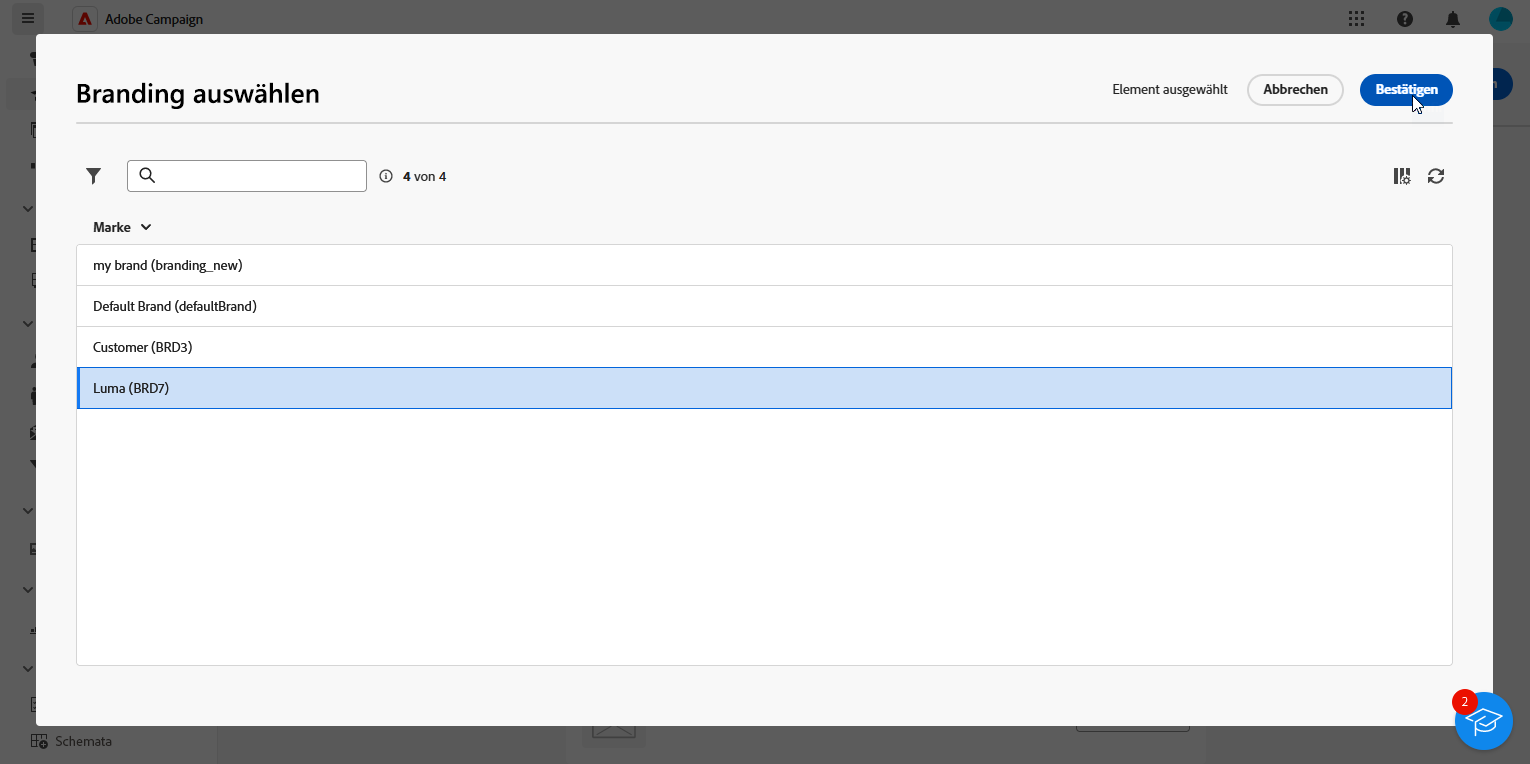 Adobe Campaign
Branding auswählen
Element ausgewählt
Abbrechen
Bestätigen
4 von 4
Marke
my brand (branding_new)
Default Brand (defaultBrand)
Customer (BRD3)
Luma (BRD7)
2
Schemata